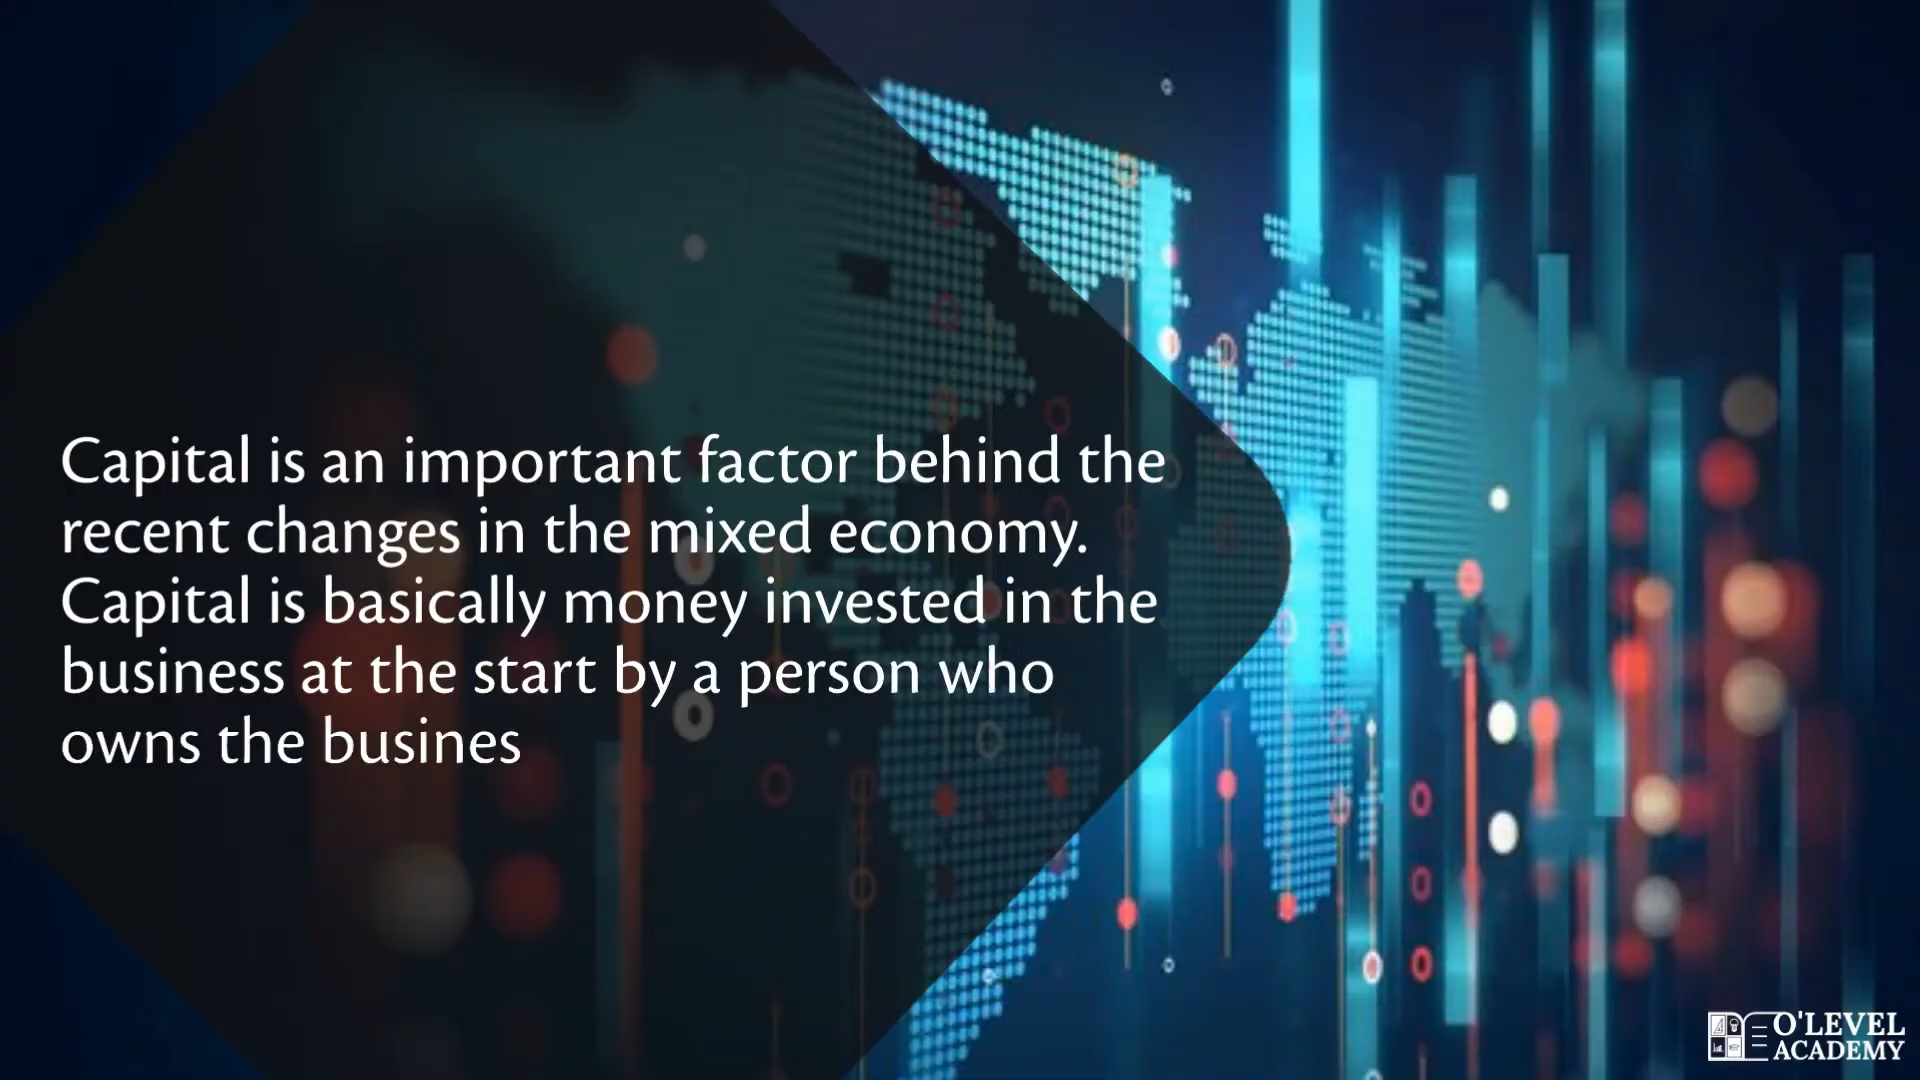 Capital is an important factor behind the
recent changes in the mixed economy.
Capital is basically money invested in the
business at the start by a person who
owns the busines
O'LEVEL
ACADEMY